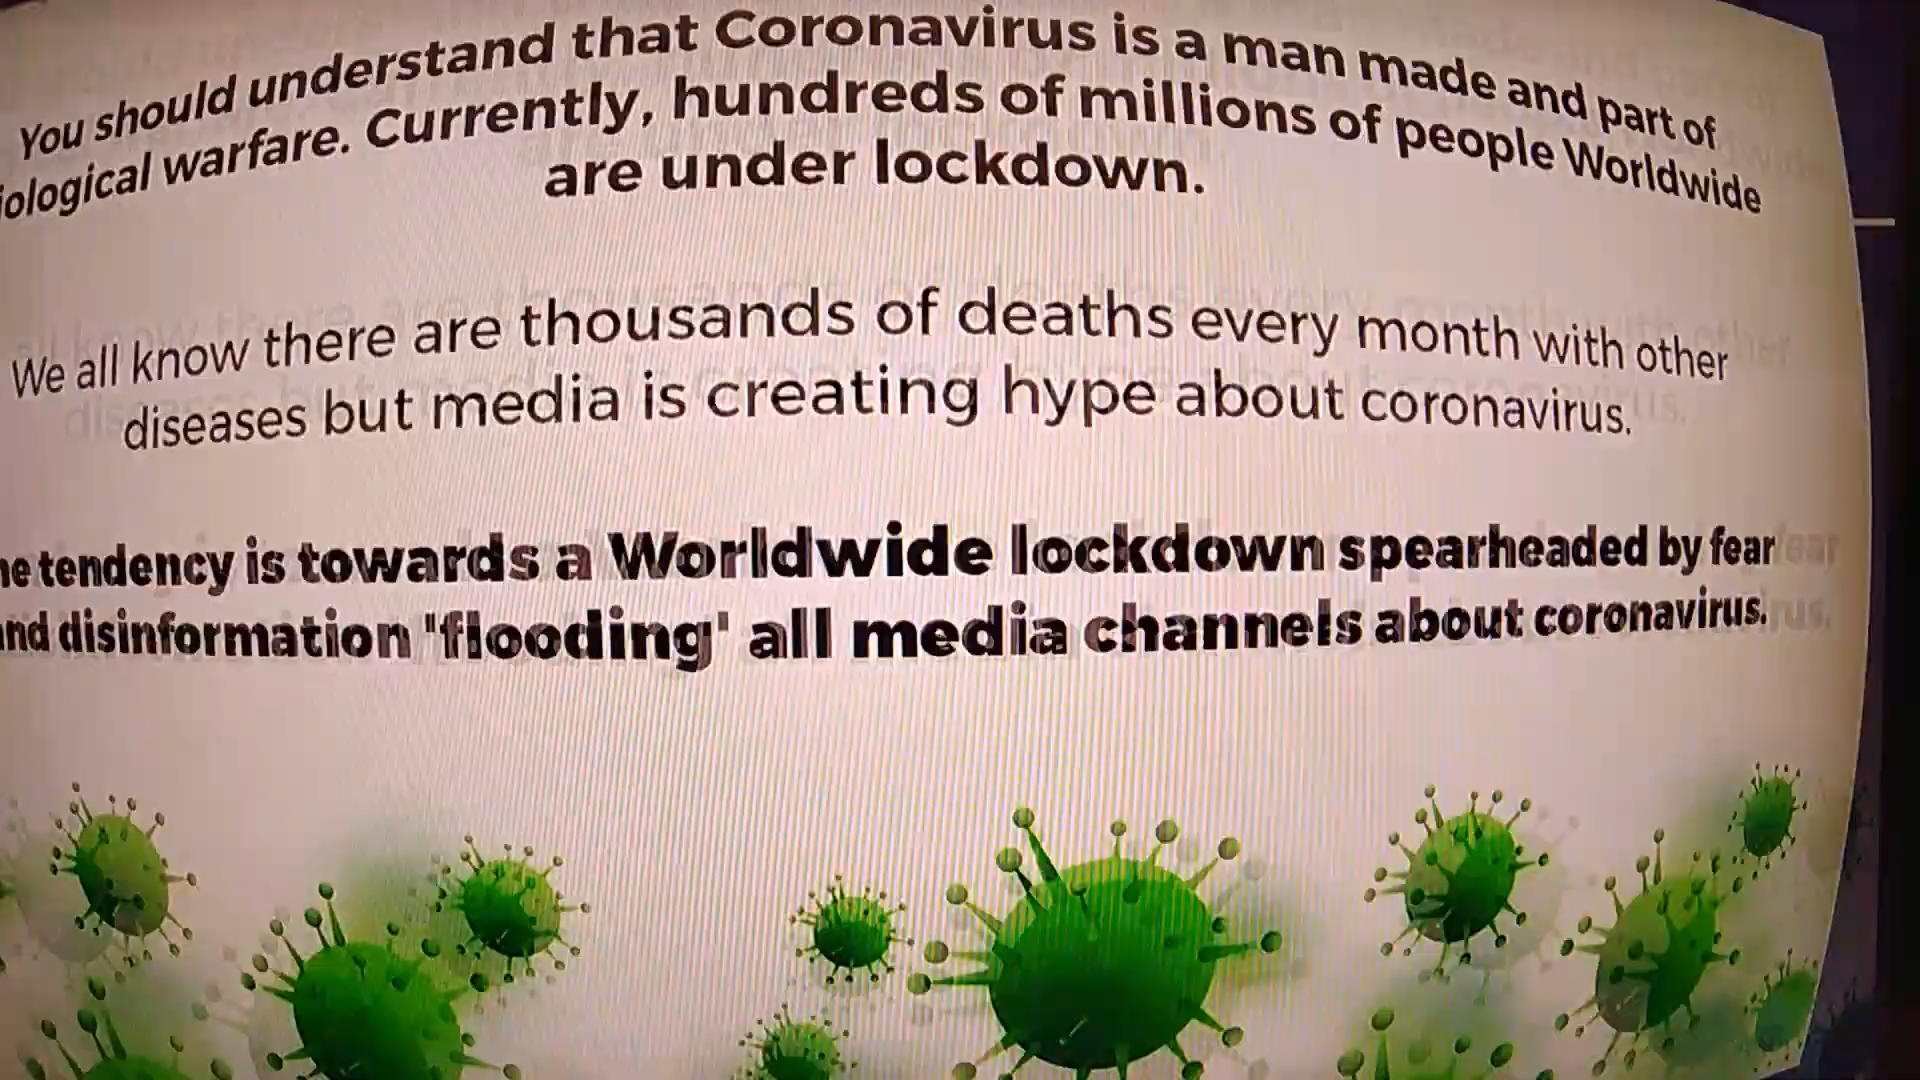 You should understand that Coronavirus is a man made and part of
iological warfare. Currently, hundreds of millions of people Worldwide
are under lockdown.
We all know there are thousands of deaths every month with other
diseases but media is creating hype about coronavirus.
he tendency is towards a Worldwide lockdown spearheaded by fear
nd disinformation 'flooding' all media channels about coronavirus.